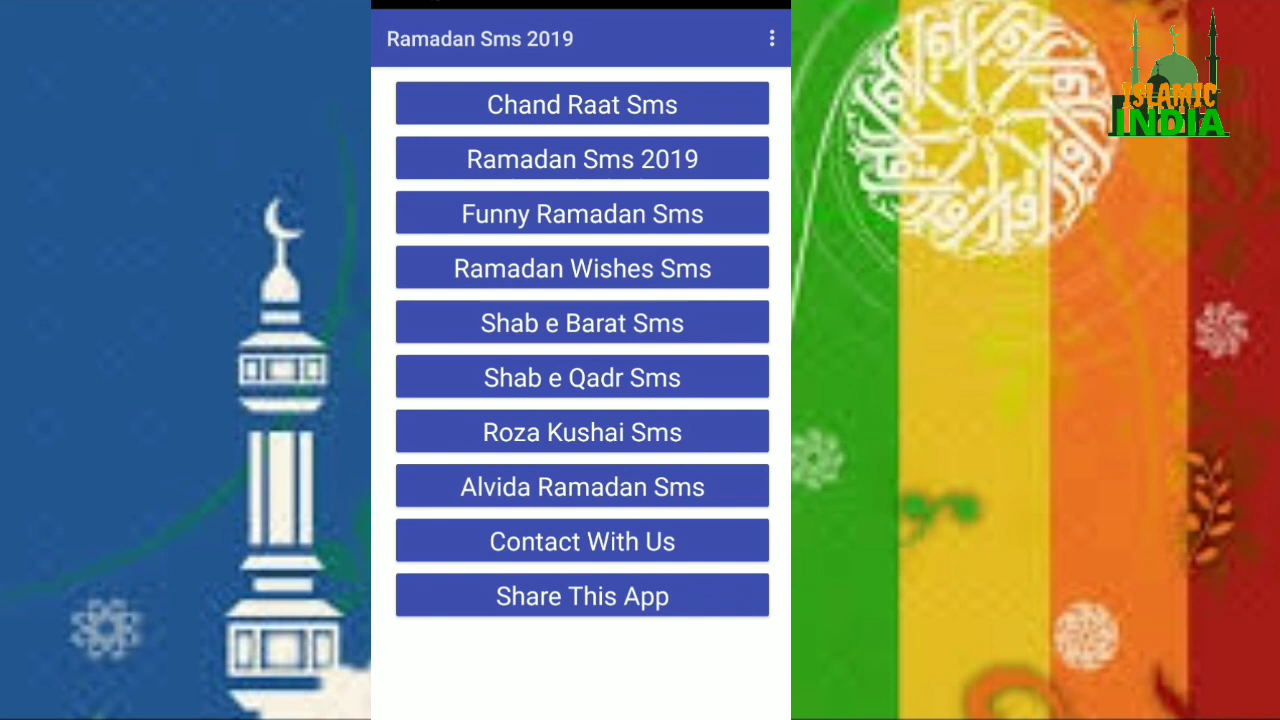 Ramadan Sms 2019
Chand Raat Sms
Ramadan Sms 2019
Funny Ramadan Sms
Ramadan Wishes Sms
Shab e Barat Sms
Shab e Qadr Sms
Roza Kushai Sms
Alvida Ramadan Sms
Contact With Us
Share This App
ISLAMIC
INDIA